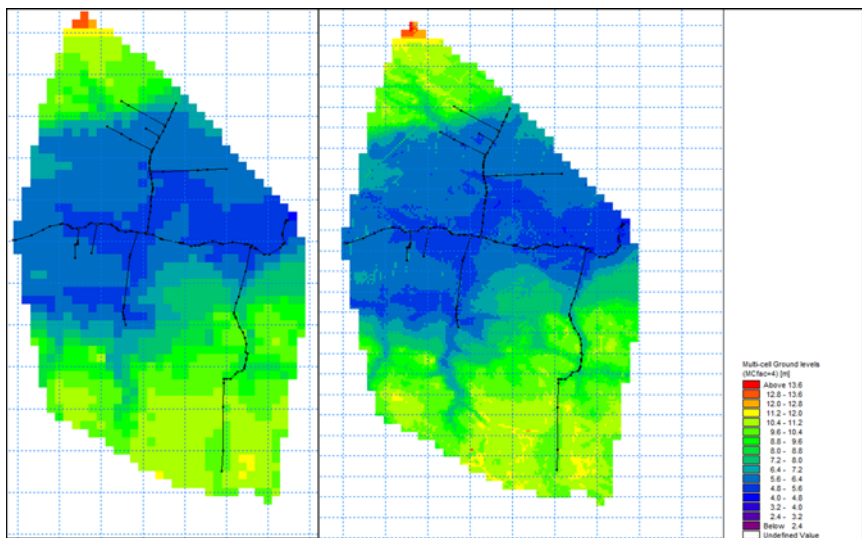 Multi-cell Ground levels
(MCfac=4) [m]
Above 13.6
12.8 - 13.6
12.0 - 12.8
11.2 - 12.0
10.4 - 11.2
9.6 - 10.4
8.8 - 9.6
8.0 - 8.8
7.2 - 8.0
6.4 - 7.2
5.6 - 6.4
4.8 - 5.6
4.0 - 4.8
3.2 - 4.0
2.4 - 3.2
Below 2.4
Undefined Value